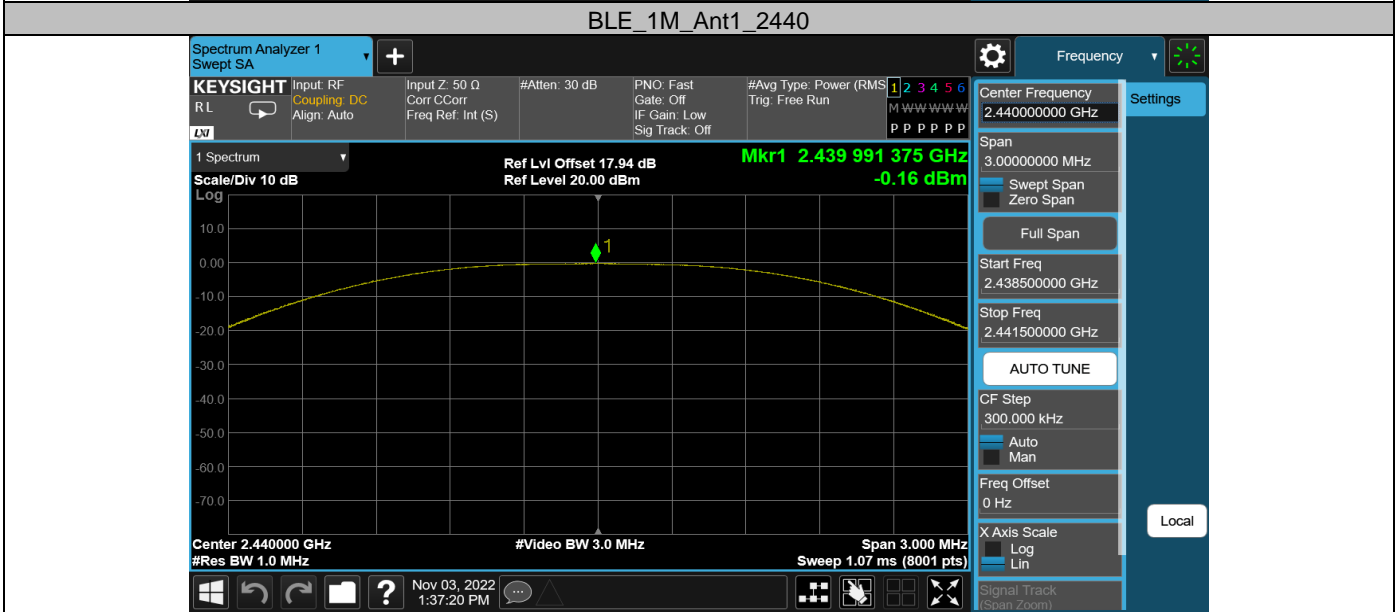 BLE_1M_Ant1_2440
Spectrum Analyzer 1
Swept SA
Frequency
KEYSIGHT
R L
LXI
Input: RF
Coupling: DC
Align: Auto
Input Z: 50 Ω
Corr CCorr
Freq Ref: Int (S)
#Atten: 30 dB
PNO: Fast
Gate: Off
IF Gain: Low
Sig Track: Off
#Avg Type: Power (RMS
Trig: Free Run
1 2 3 4 5 6
M W W W W W
P P P P P P
1 Spectrum
Scale/Div 10 dB
Ref Lvl Offset 17.94 dB
Ref Level 20.00 dBm
Mkr1 2.439 991 375 GHz
-0.16 dBm
Log
10.0
0.00
-10.0
-20.0
-30.0
-40.0
-50.0
-60.0
-70.0
1
Center 2.440000 GHz
#Res BW 1.0 MHz
#Video BW 3.0 MHz
Span 3.000 MHz
Sweep 1.07 ms (8001 pts)
Center Frequency
2.440000000 GHz
Settings
Span
3.00000000 MHz
Swept Span
Zero Span
Full Span
Start Freq
2.438500000 GHz
Stop Freq
2.441500000 GHz
AUTO TUNE
CF Step
300.000 kHz
Auto
Man
Freq Offset
0 Hz
X Axis Scale
Log
Lin
Local
Signal Track
(Span Zoom)
?
Nov 03, 2022
1:37:20 PM